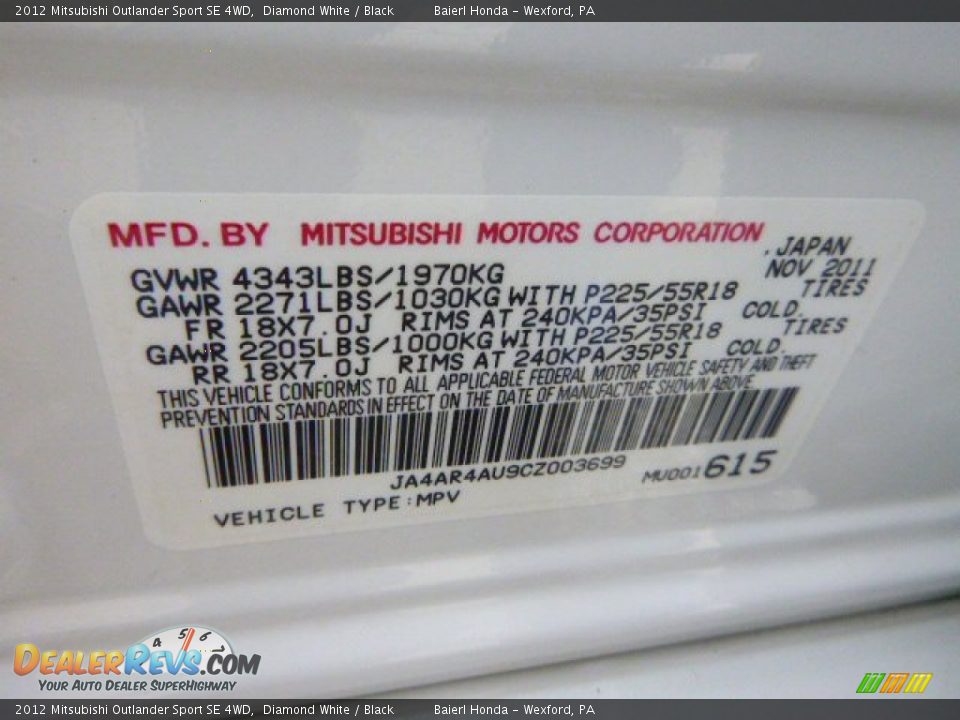 2012 Mitsubishi Outlander Sport SE 4WD, Diamond White / Black Baierl Honda - Wexford, PA
MFD. BY MITSUBISHI MOTORS CORPORATION
.JAPAN
GVWR 4343LBS/1970KG NOV 2011
GAWR 2271LBS/1030KG WITH P225/55R18 TIRES
FR 18X7.0J RIMS AT 240KPA/35PSI COLD.
GAWR 2205LBS/1000KG WITH P225/55R18 TIRES
RR 18X7.0J RIMS AT 240KPA/35PSI COLD.
THIS VEHICLE CONFORMS TO ALL APPLICABLE FEDERAL MOTOR VEHICLE SAFETY AND THEFT
PREVENTION STANDARDS IN EFFECT ON THE DATE OF MANUFACTURE SHOWN ABOVE.
JA4AR4AU9CZ003699 MU001615
VEHICLE TYPE:MPV
4 5 6
DEALERREVS.COM
YOUR AUTO DEALER SUPERHIGHWAY
2012 Mitsubishi Outlander Sport SE 4WD, Diamond White / Black Baierl Honda - Wexford, PA